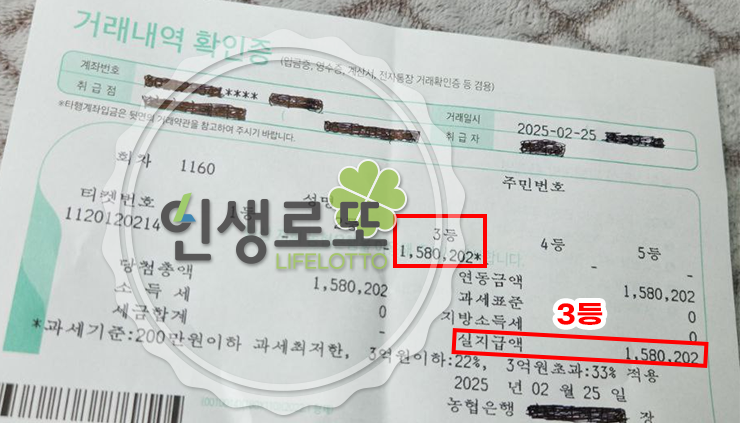 거래내역 확인증 (입금증, 영수증, 계산서, 전자통장 거래확인증 등 겸용)
계좌번호 **** 거래일시 2025-02-25
취급점 취급자
*타행계좌입금은 뒷면의 거래약관을 참고하여 주시기 바랍니다.
회차 1160 주민번호
티켓번호 성명
1120120214 3등 4등 5등
1,580,202* - -
인생로또
LIFELOTTO
당첨총액 1,580,202 연동금액 1,580,202
소득세 0 과세표준 0
세금합계 0 지방소득세 0
3등
실지급액 1,580,202
*과세기준:200만원이하 과세최저한, 3억원이하:22%, 3억원초과:33% 적용
2025 년 02 월 25 일
농협은행 장